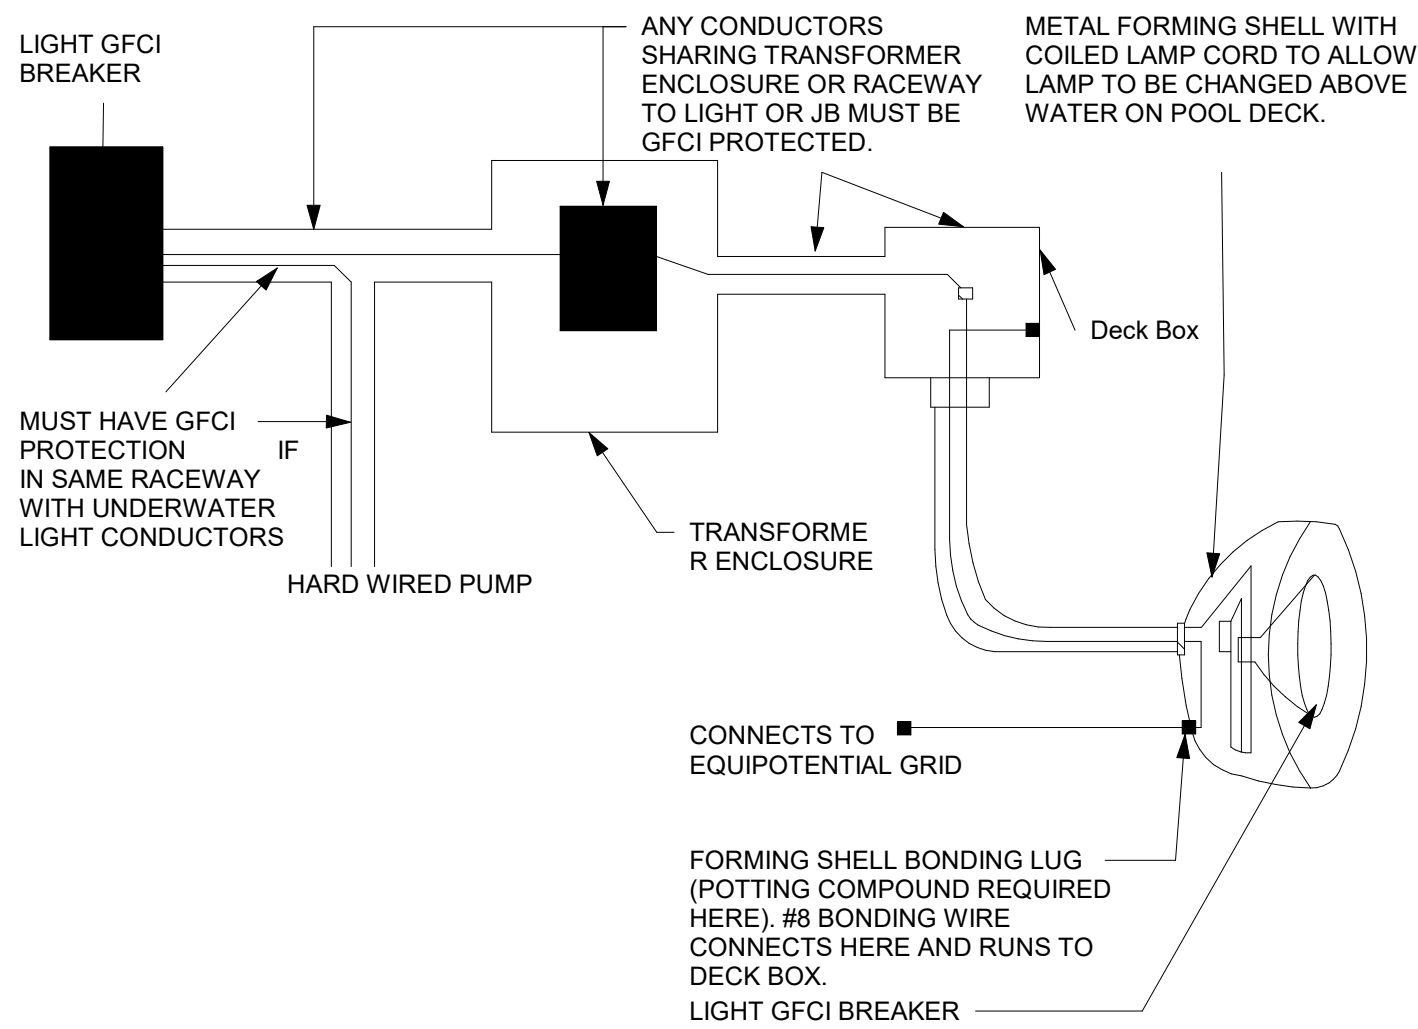 LIGHT GFCI
BREAKER
ANY CONDUCTORS
SHARING TRANSFORMER
ENCLOSURE OR RACEWAY
TO LIGHT OR JB MUST BE
GFCI PROTECTED.
METAL FORMING SHELL WITH
COILED LAMP CORD TO ALLOW
LAMP TO BE CHANGED ABOVE
WATER ON POOL DECK.
Deck Box
MUST HAVE GFCI
PROTECTION IF
IN SAME RACEWAY
WITH UNDERWATER
LIGHT CONDUCTORS
HARD WIRED PUMP
TRANSFORME
R ENCLOSURE
CONNECTS TO
EQUIPOTENTIAL GRID
FORMING SHELL BONDING LUG
(POTTING COMPOUND REQUIRED
HERE). #8 BONDING WIRE
CONNECTS HERE AND RUNS TO
DECK BOX.
LIGHT GFCI BREAKER